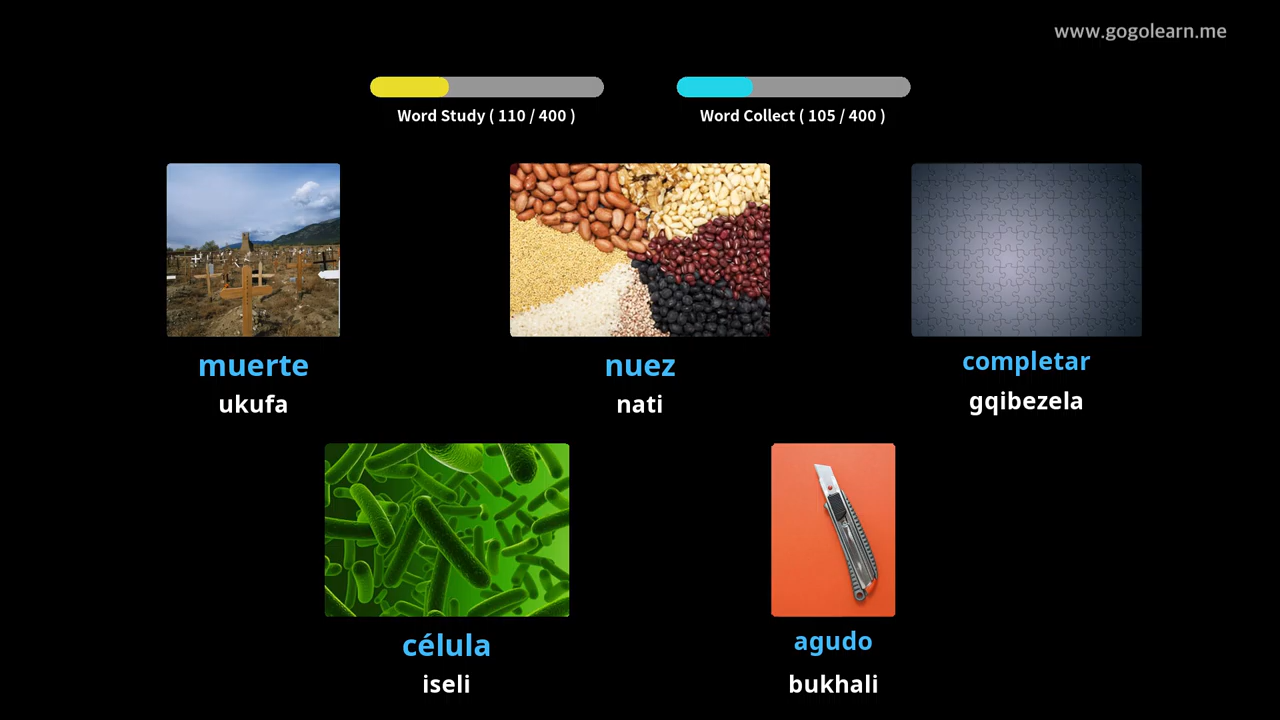 www.gogolearn.me
Word Study ( 110 / 400 )
Word Collect ( 105 / 400 )
muerte
ukufa
nuez
nati
completar
gqibezela
célula
iseli
agudo
bukhali